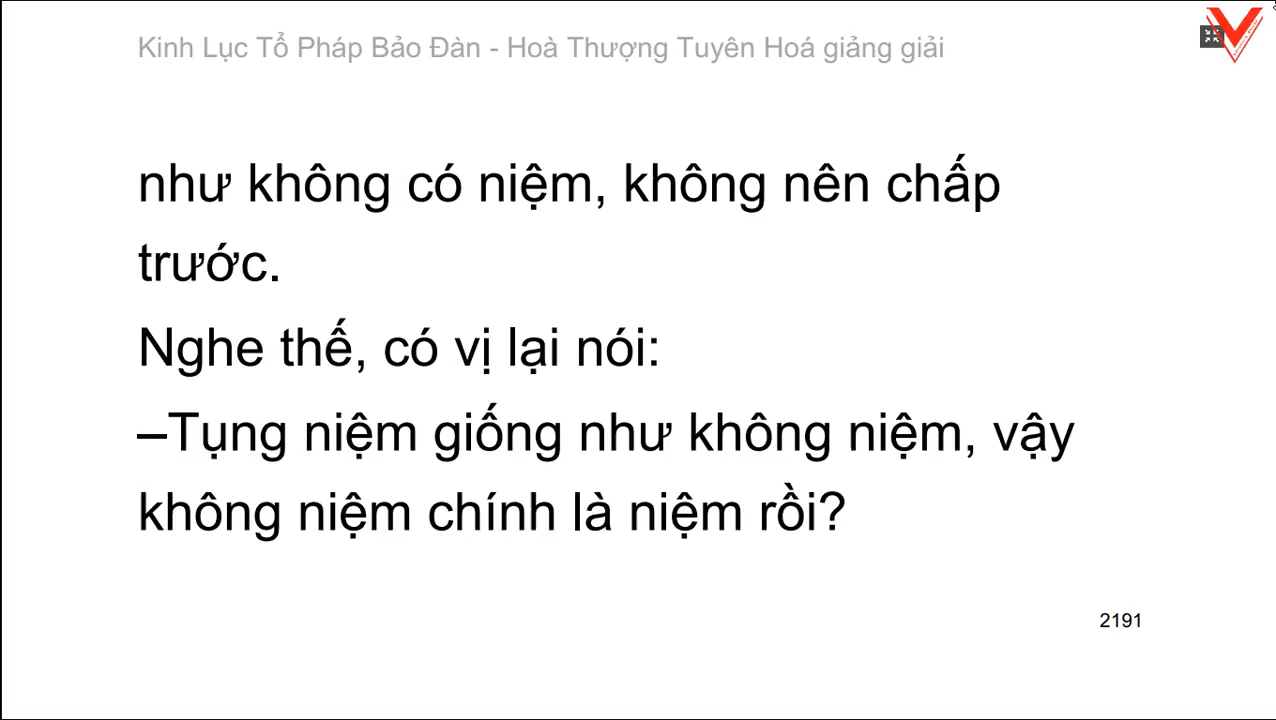 Kinh Lục Tổ Pháp Bảo Đàn - Hoà Thượng Tuyên Hoá giảng giải
như không có niệm, không nên chấp
trước.
Nghe thế, có vị lại nói:
–Tụng niệm giống như không niệm, vậy
không niệm chính là niệm rồi?
2191